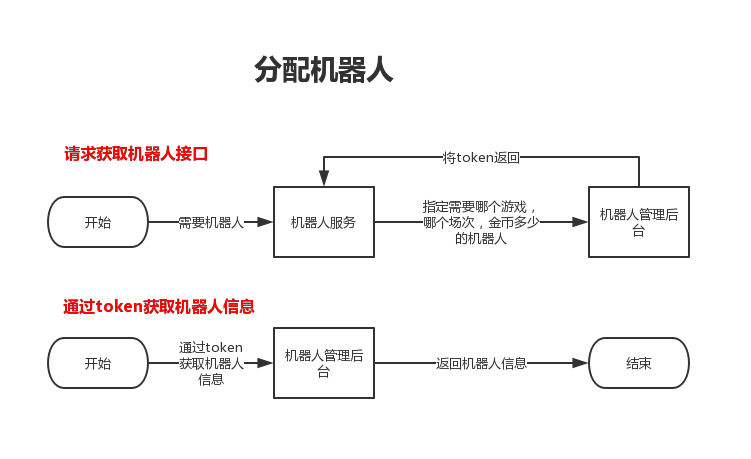 分配机器人
请求获取机器人接口
将token返回
开始
需要机器人
机器人服务
指定需要哪个游戏，
哪个场次，金币多少
的机器人
机器人管理后
台
通过token获取机器人信息
开始
通过token
获取机器人
信息
机器人管理后
台
返回机器人信息
结束